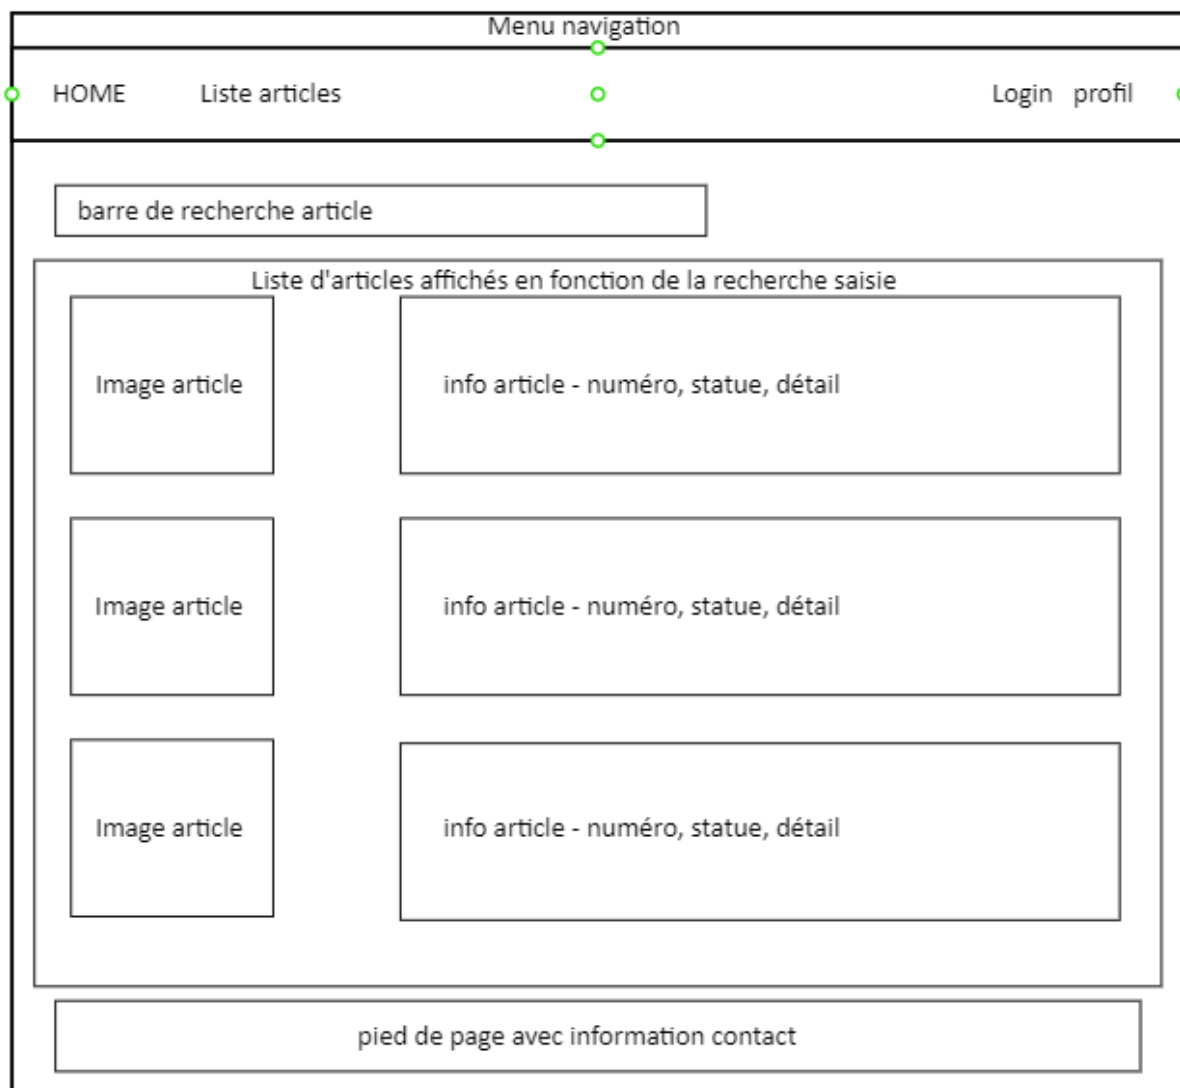 Menu navigation
HOME Liste articles Login profil
barre de recherche article
Liste d'articles affichés en fonction de la recherche saisie
Image article info article - numéro, statue, détail
Image article info article - numéro, statue, détail
Image article info article - numéro, statue, détail
pied de page avec information contact